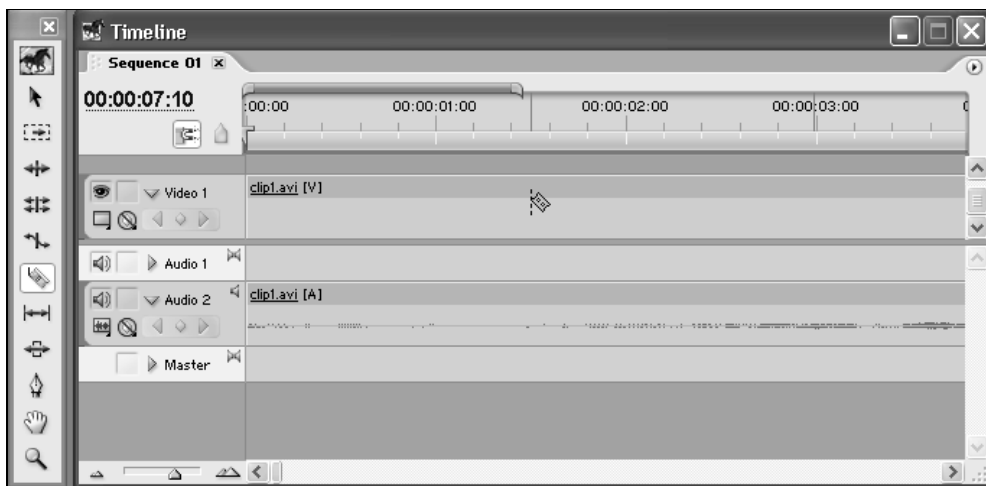 Timeline
Sequence 01
00:00:07:10
:00:00 00:00:01:00 00:00:02:00 00:00:03:00
Video 1
clip1.avi [V]
Audio 1
Audio 2
clip1.avi [A]
Master